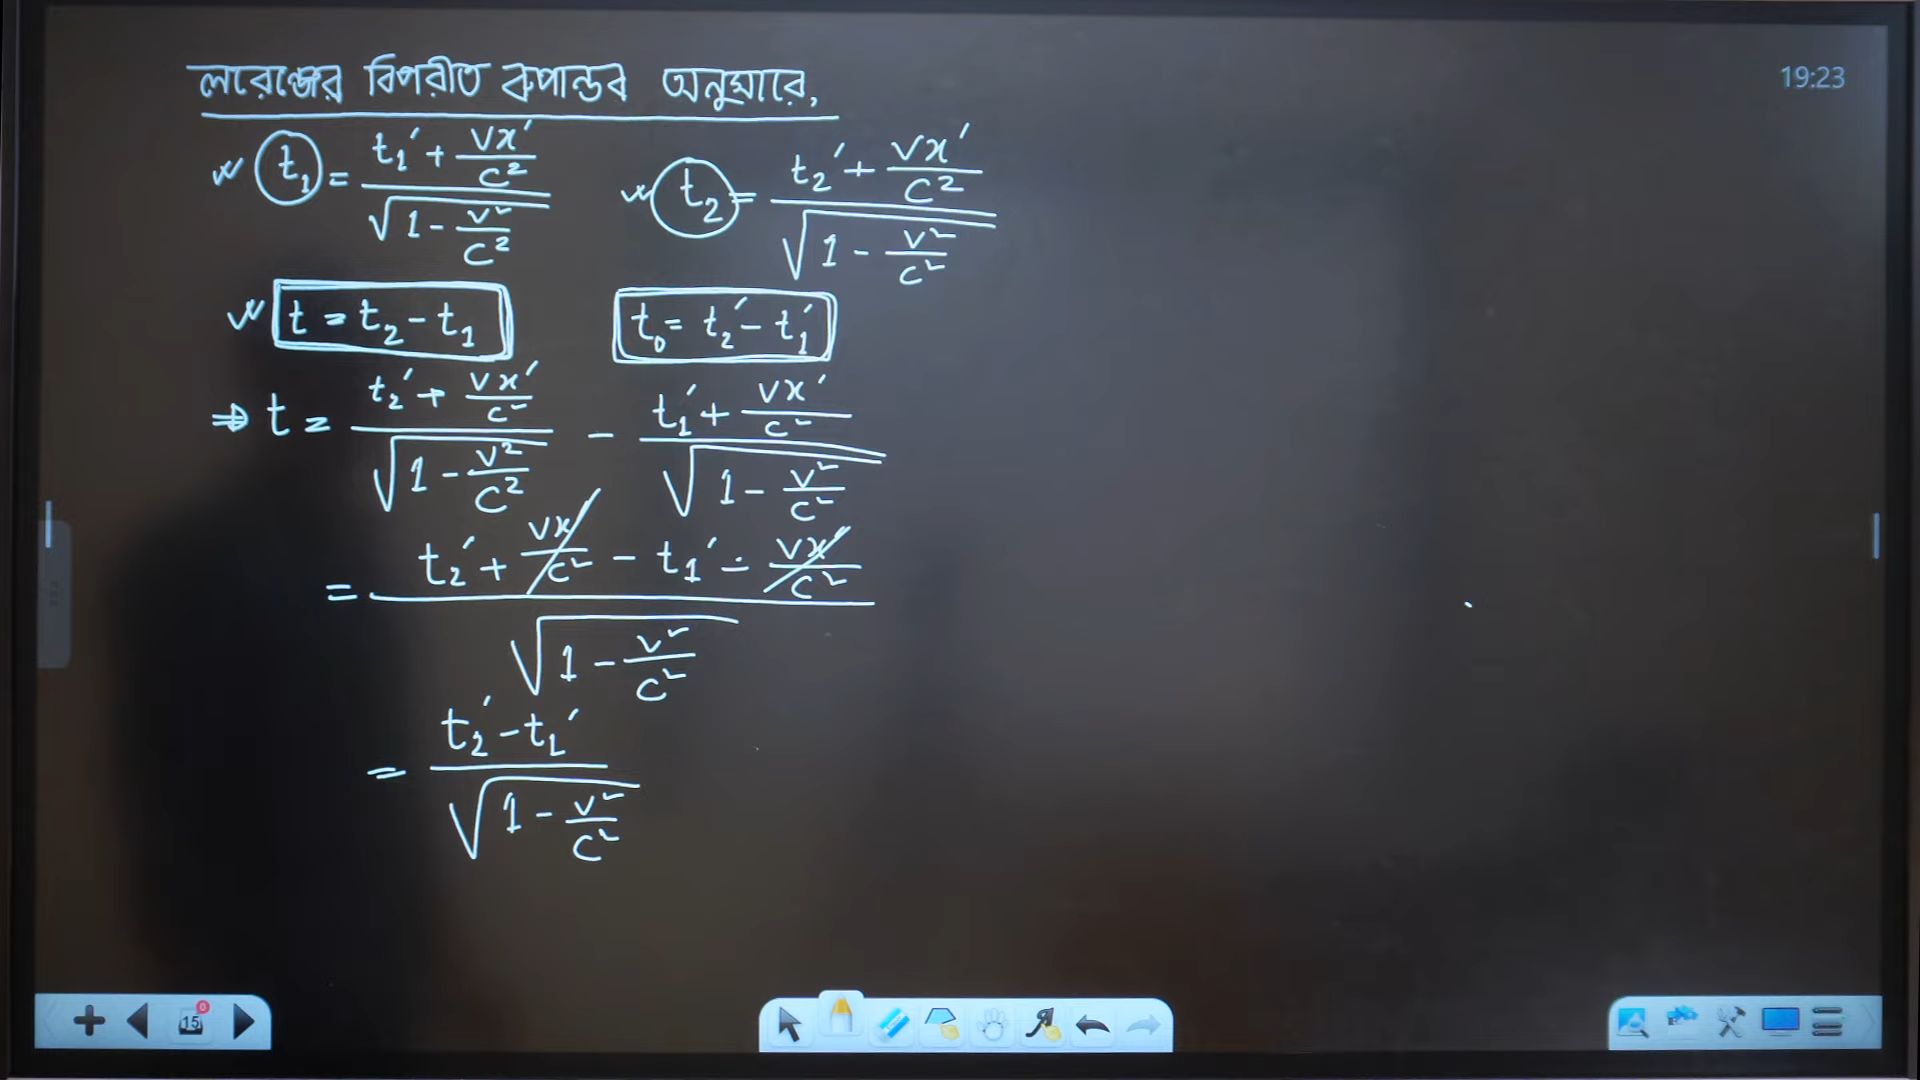 লরেঞ্জের বিপরীত রুপান্তর অনুসারে,
t₁ = (t₁′ + vx′/c²) / √(1 - v²/c²)    t₂ = (t₂′ + vx′/c²) / √(1 - v²/c²)
t = t₂ - t₁    t₀ = t₂′ - t₁′
⇒ t = (t₂′ + vx′/c²) / √(1 - v²/c²) - (t₁′ + vx′/c²) / √(1 - v²/c²)
= (t₂′ + vx′/c² - t₁′ - vx′/c²) / √(1 - v²/c²)
= (t₂′ - t₁′) / √(1 - v²/c²)
19:23
15
0